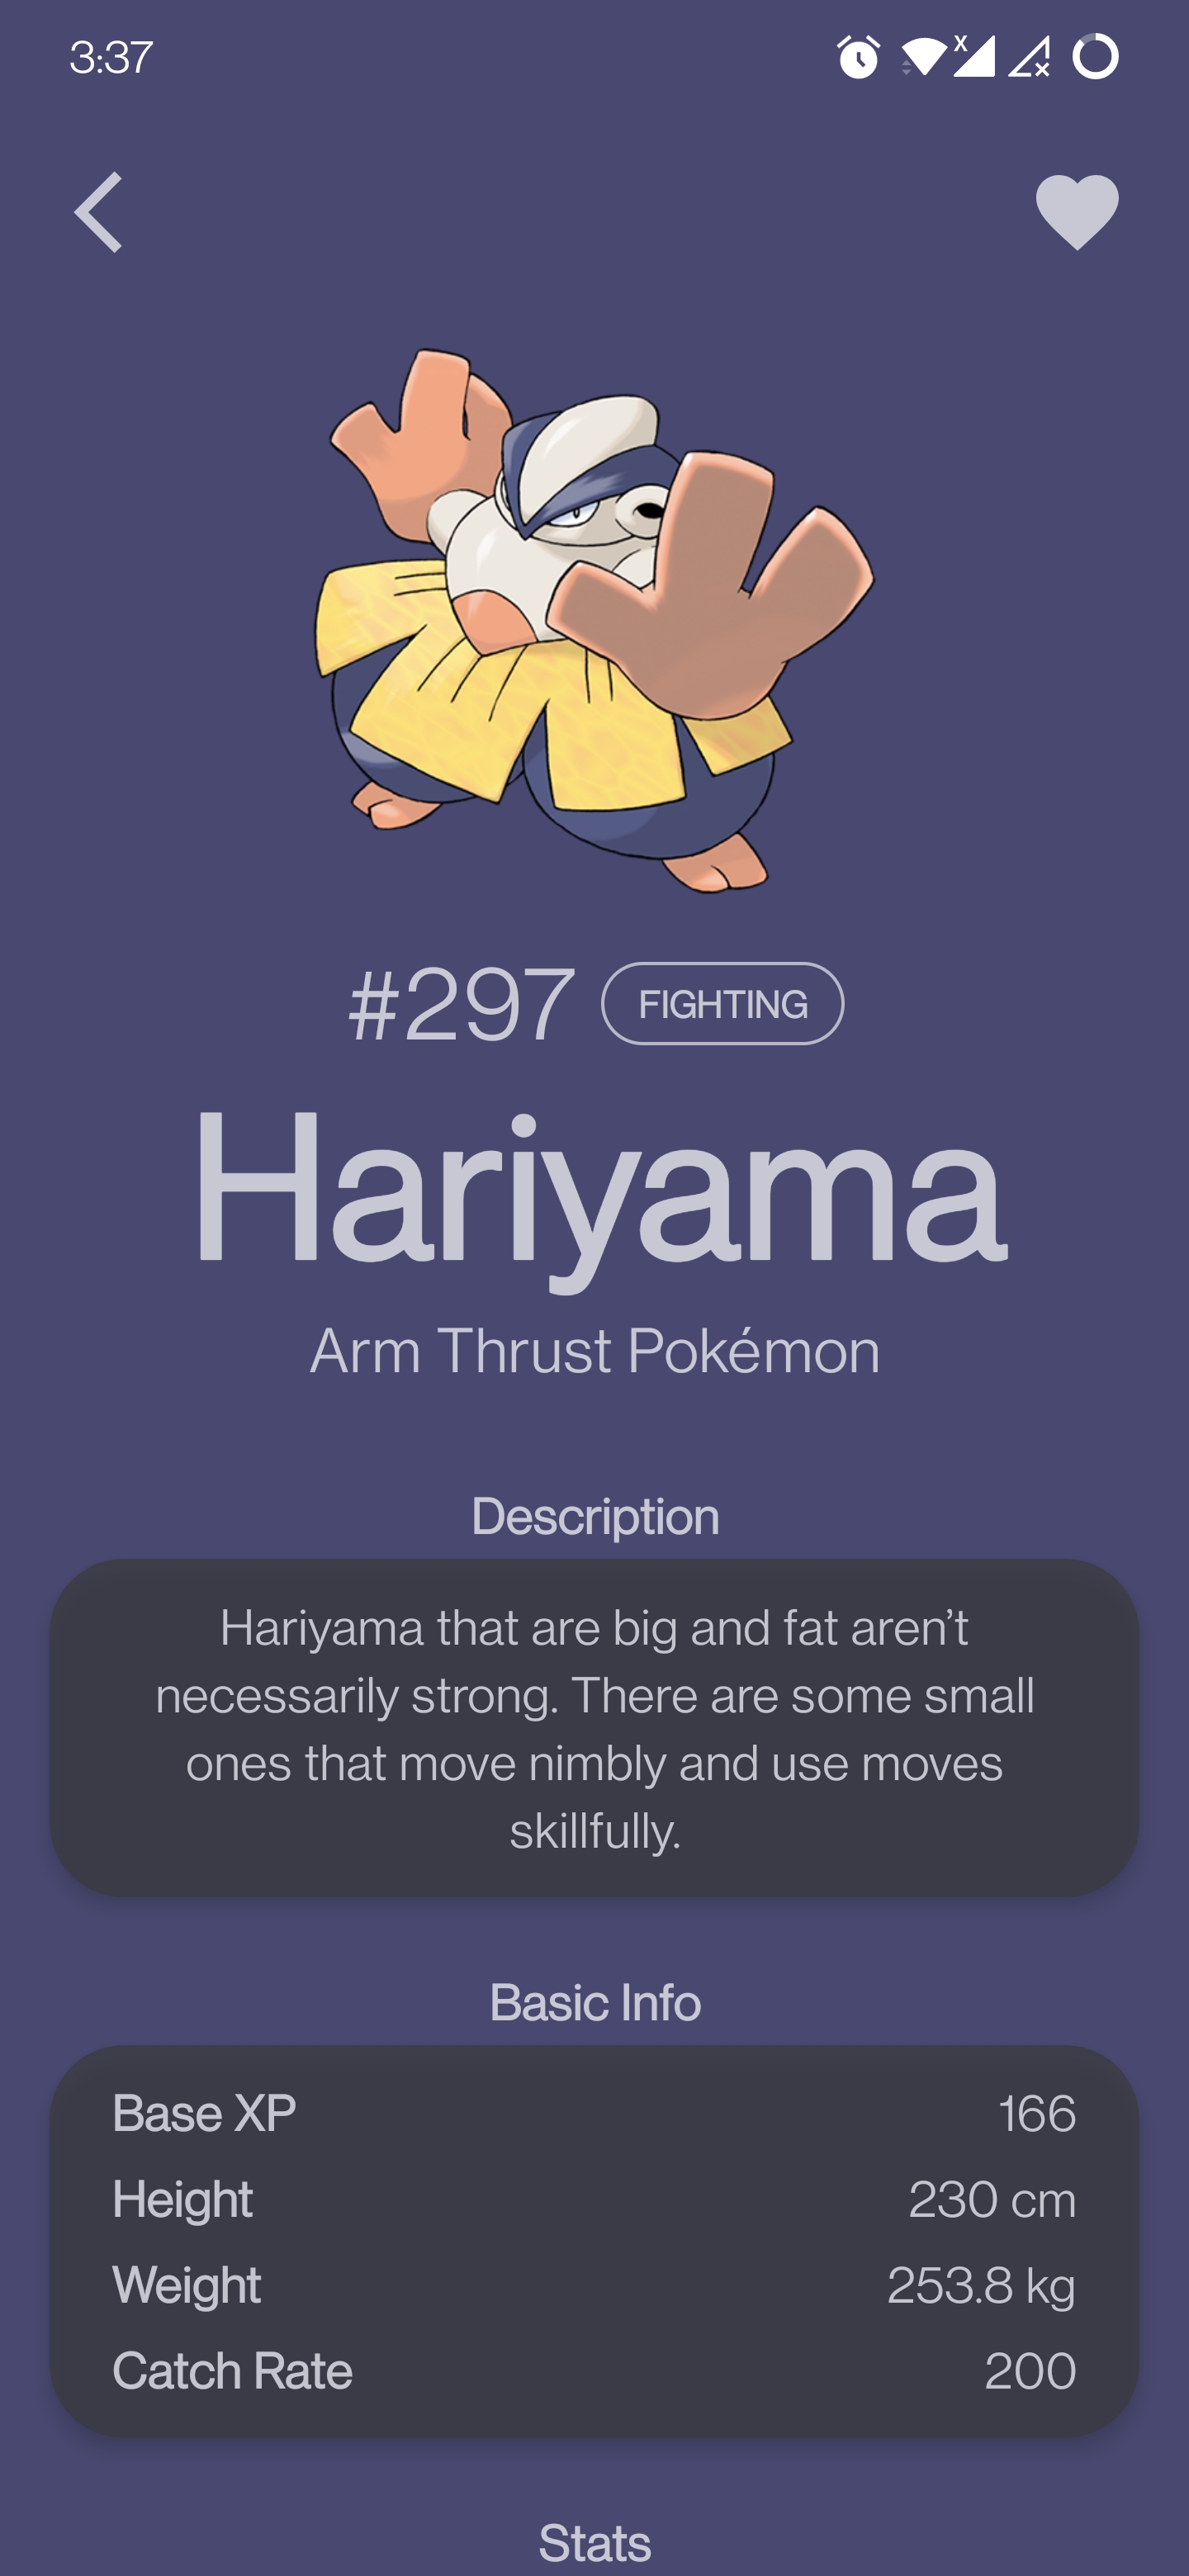 3:37
#297 FIGHTING
Hariyama
Arm Thrust Pokémon
Description
Hariyama that are big and fat aren’t
necessarily strong. There are some small
ones that move nimbly and use moves
skillfully.
Basic Info
Base XP 166
Height 230 cm
Weight 253.8 kg
Catch Rate 200
Stats